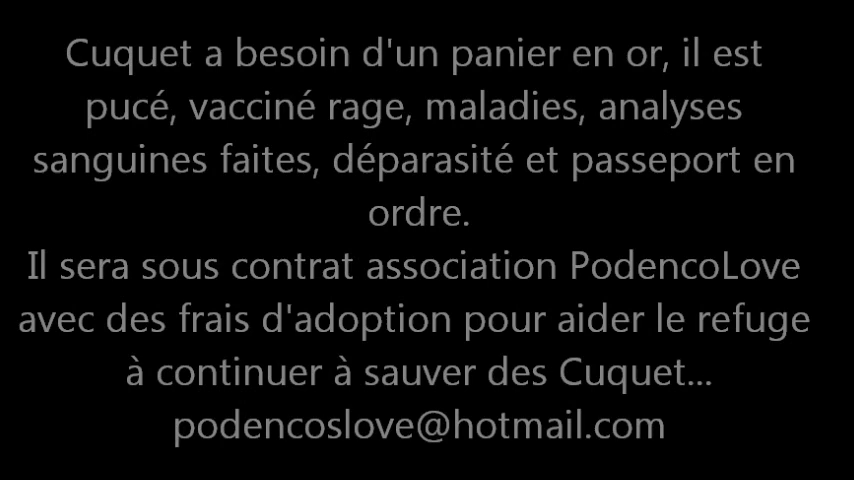 Cuquet a besoin d'un panier en or, il est
pucé, vacciné rage, maladies, analyses
sanguines faites, déparasité et passeport en
ordre.
Il sera sous contrat association PodencoLove
avec des frais d'adoption pour aider le refuge
à continuer à sauver des Cuquet...
podencoslove@hotmail.com